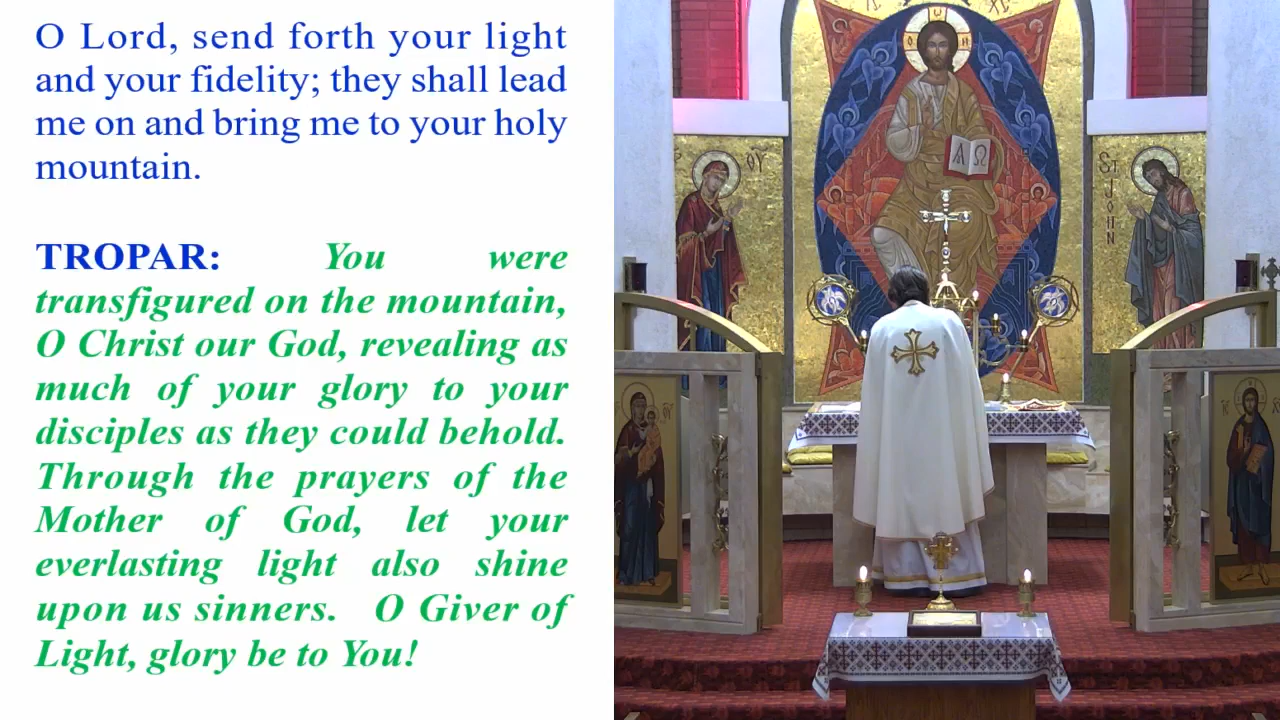 O Lord, send forth your light
and your fidelity; they shall lead
me on and bring me to your holy
mountain.
TROPAR: You were
transfigured on the mountain,
O Christ our God, revealing as
much of your glory to your
disciples as they could behold.
Through the prayers of the
Mother of God, let your
everlasting light also shine
upon us sinners. O Giver of
Light, glory be to You!
IC XC
Ο Ω Η
Α Ω
ΟΥ
ST
JOHN